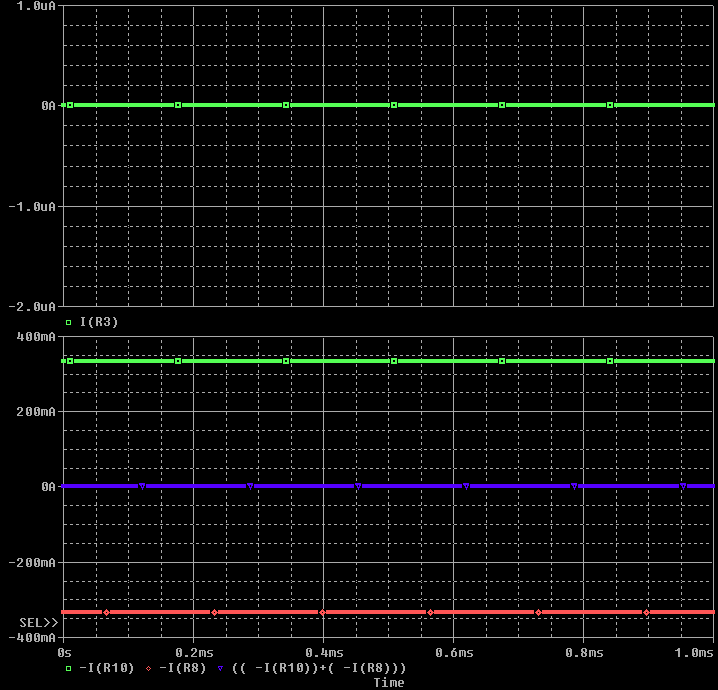 1.0uA
0A
-1.0uA
-2.0uA
I(R3)
400mA
200mA
0A
-200mA
SEL>>
-400mA
0s 0.2ms 0.4ms 0.6ms 0.8ms 1.0ms
-I(R10) -I(R8) (( -I(R10))+( -I(R8)))
Time